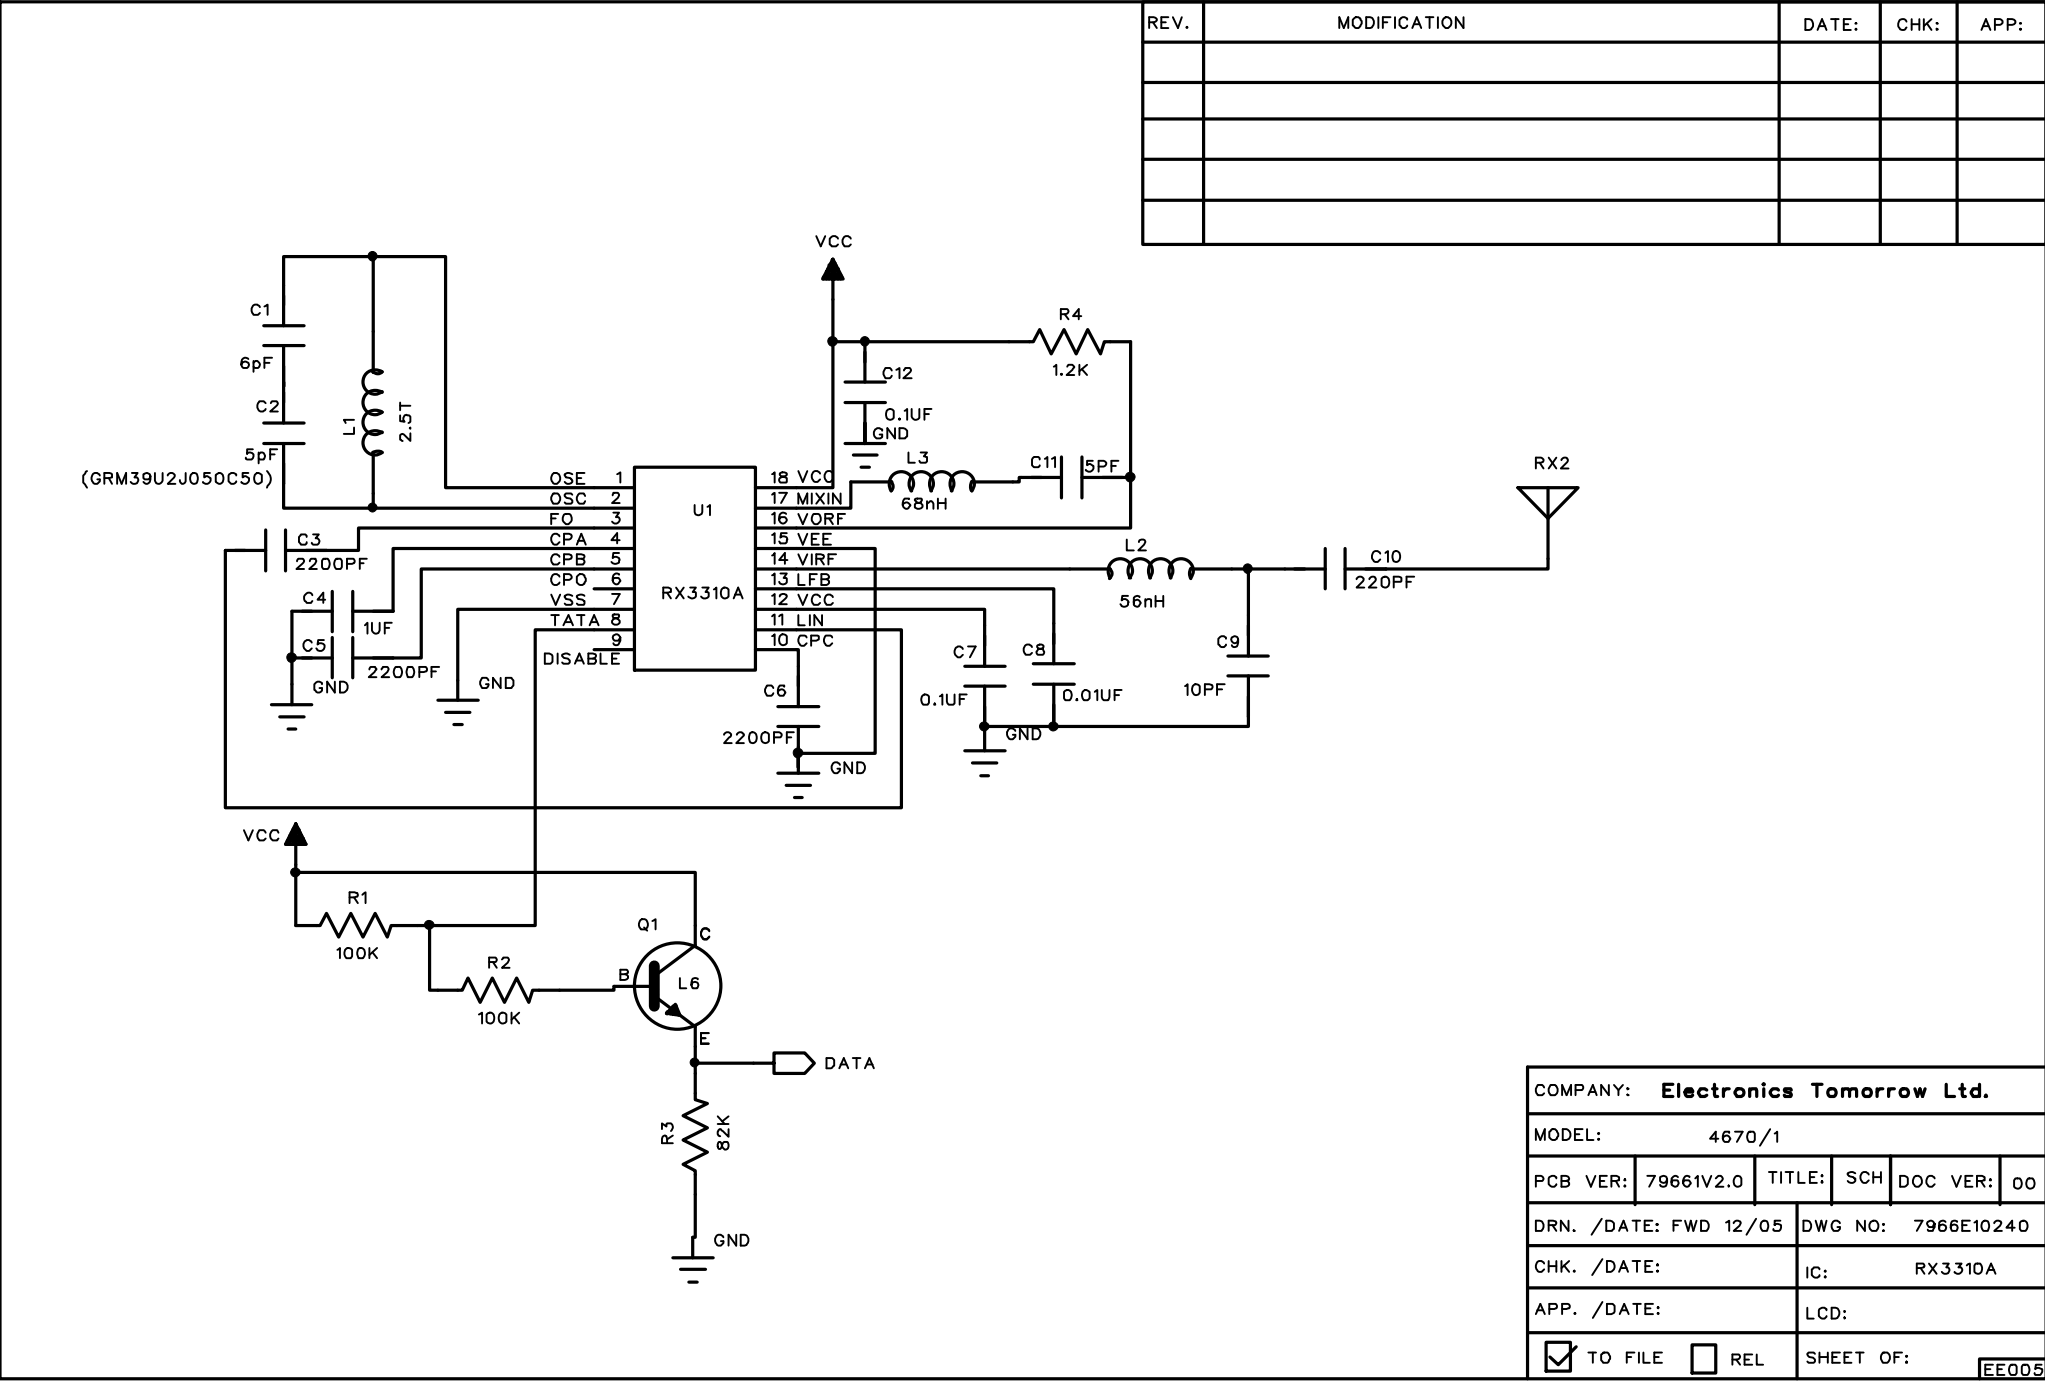 REV. MODIFICATION DATE: CHK: APP:
VCC
C1
6pF
C2
5pF
(GRM39U2J050C50)
L1
2.5T
R4
1.2K
C12
0.1UF
GND
L3
68nH
C11
5PF
RX2
OSE 1
OSC 2
FO 3
CPA 4
CPB 5
CPO 6
VSS 7
TATA 8
9
DISABLE
U1
RX3310A
18 VCC
17 MIXIN
16 VORF
15 VEE
14 VIRF
13 LFB
12 VCC
11 LIN
10 CPC
C3
2200PF
C4
1UF
C5
2200PF
GND
GND
L2
56nH
C10
220PF
C9
10PF
C7
0.1UF
C8
0.01UF
GND
C6
2200PF
GND
VCC
R1
100K
R2
100K
Q1
C
B
L6
E
DATA
R3
82K
GND
COMPANY: Electronics Tomorrow Ltd.
MODEL: 4670/1
PCB VER: 79661V2.0 TITLE: SCH DOC VER: 00
DRN. /DATE: FWD 12/05 DWG NO: 7966E10240
CHK. /DATE: IC: RX3310A
APP. /DATE: LCD:
TO FILE REL SHEET OF:
EE005